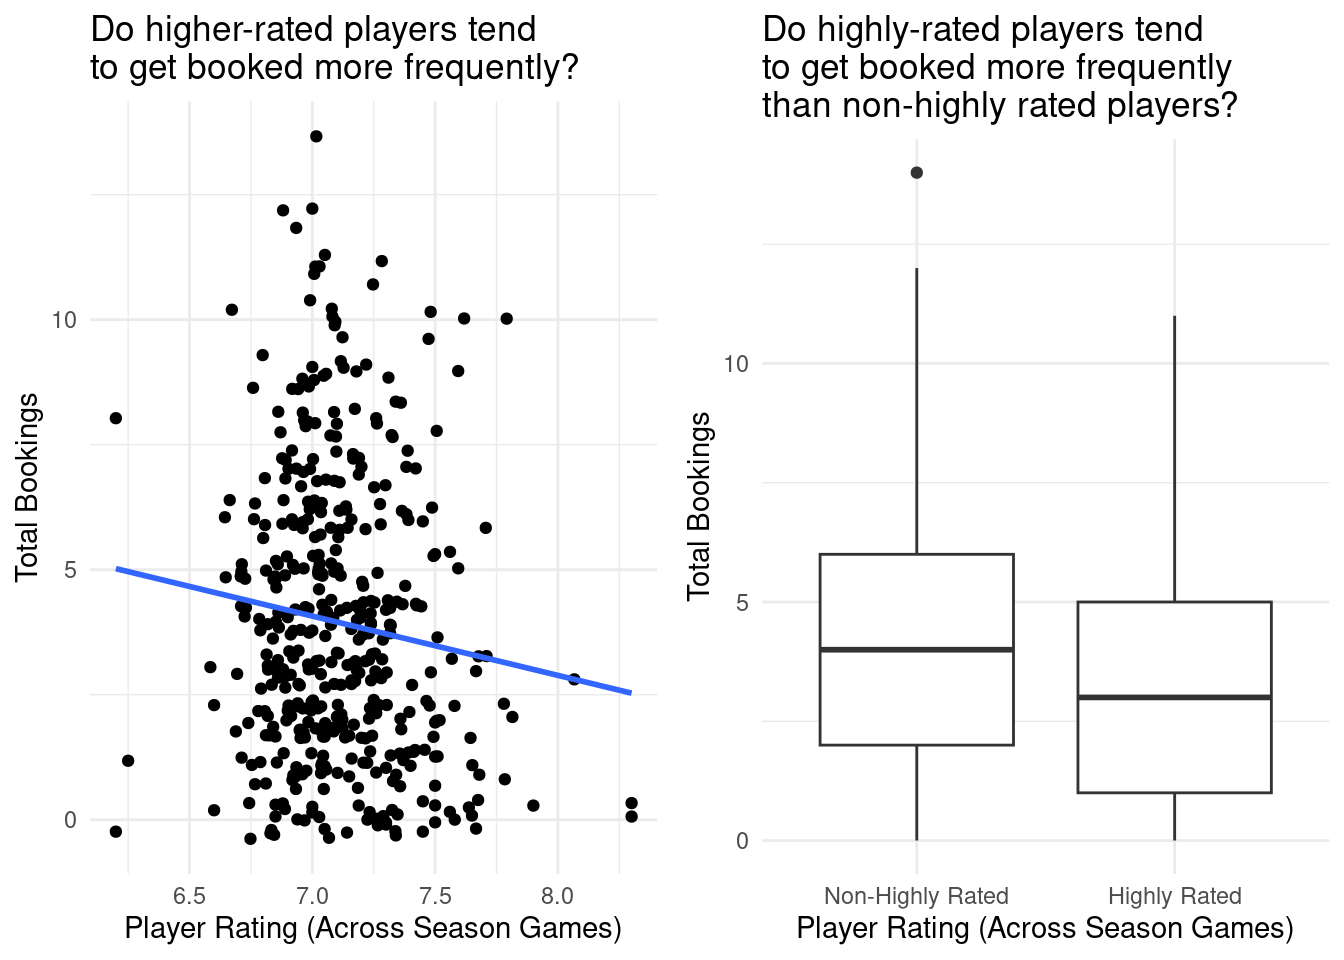 Do higher-rated players tend
to get booked more frequently?
10
5
0
Total Bookings
6.5 7.0 7.5 8.0
Player Rating (Across Season Games)
Do highly-rated players tend
to get booked more frequently
than non-highly rated players?
10
5
0
Total Bookings
Non-Highly Rated Highly Rated
Player Rating (Across Season Games)